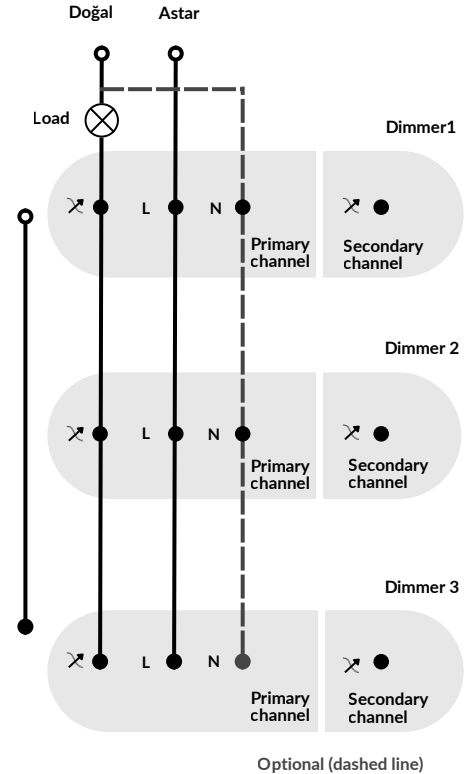 Doğal
Astar
Load
Dimmer1
L
N
Primary
channel
Secondary
channel
Dimmer 2
L
N
Primary
channel
Secondary
channel
Dimmer 3
L
N
Primary
channel
Secondary
channel
Optional (dashed line)